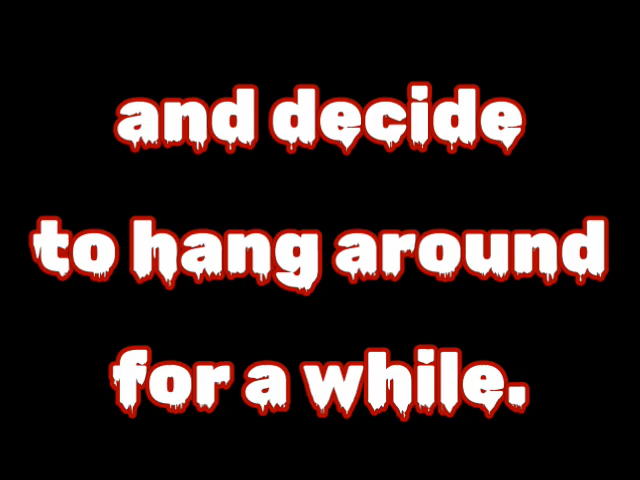 and decide
to hang around
for a while.